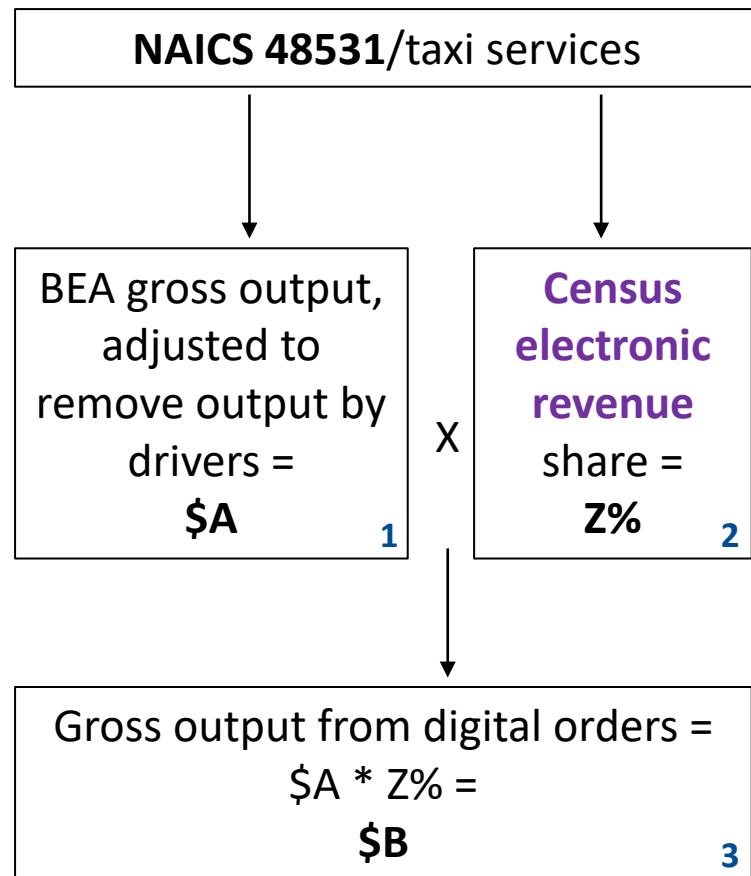 NAICS 48531/taxi services
BEA gross output,
adjusted to
remove output by
drivers =
$A
1
X
Census
electronic
revenue
share =
Z%
2
Gross output from digital orders =
$A * Z% =
$B
3